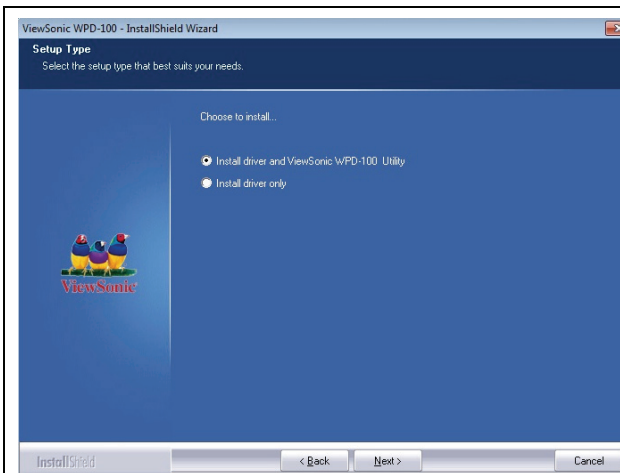 ViewSonic WPD-100 - InstallShield Wizard
Setup Type
Select the setup type that best suits your needs.
Choose to install...
Install driver and ViewSonic WPD-100 Utility
Install driver only
ViewSonic
InstallShield
< Back
Next >
Cancel